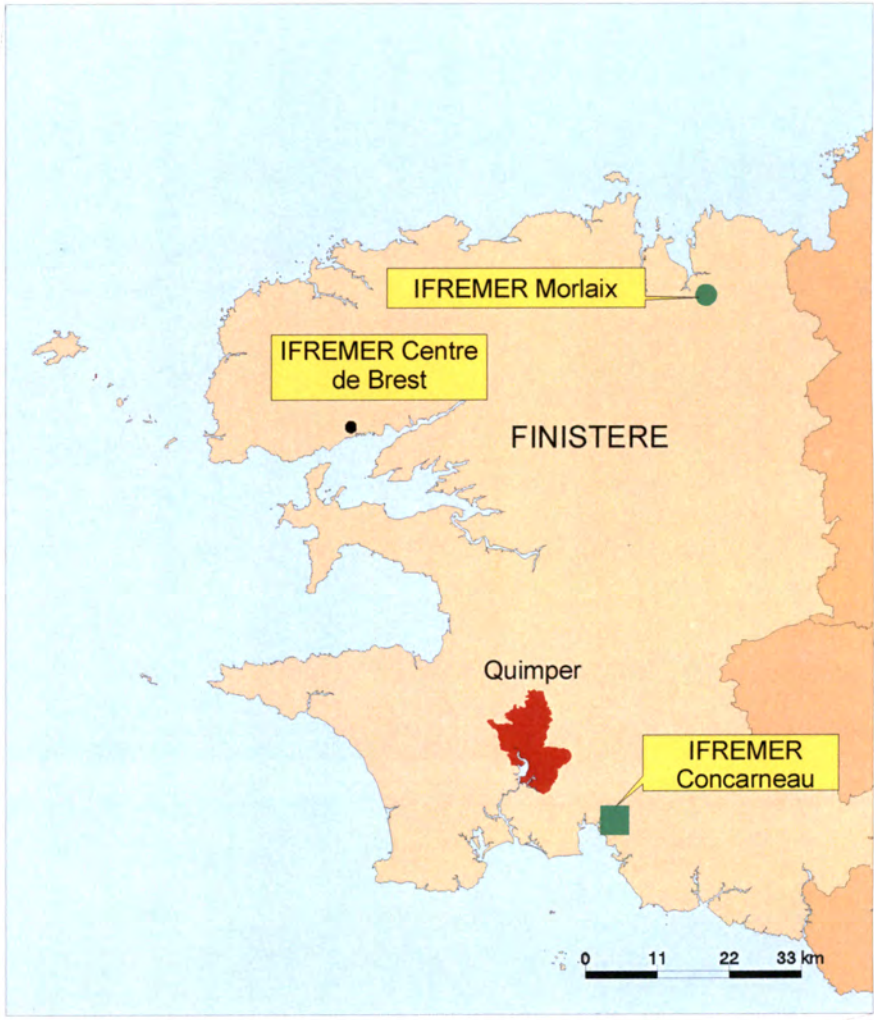 IFREMER Morlaix
IFREMER Centre
de Brest
FINISTERE
Quimper
IFREMER
Concarneau
0 11 22 33 km